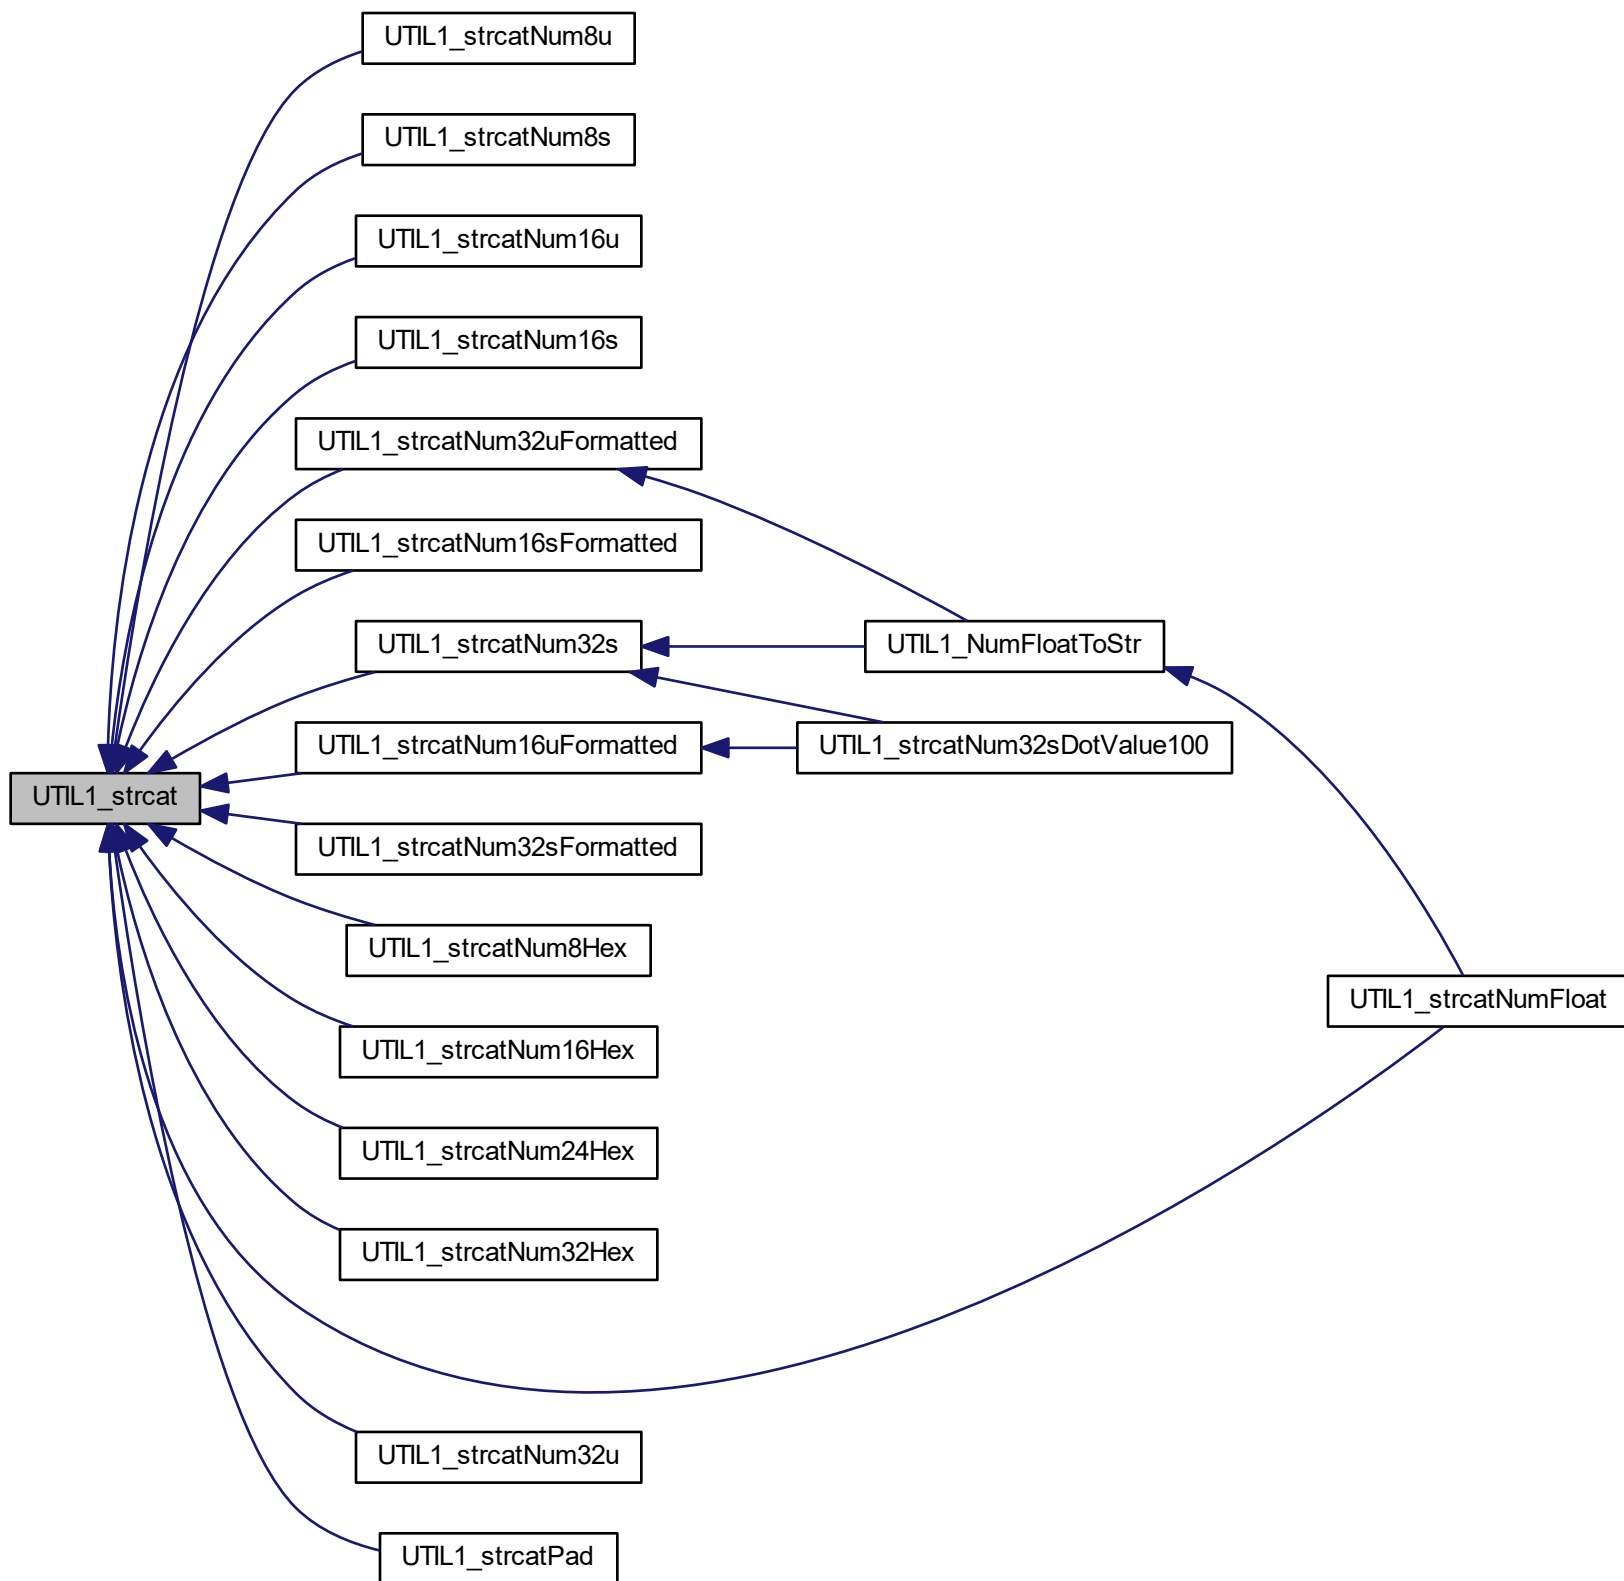 UTIL1_strcatNum8u
UTIL1_strcatNum8s
UTIL1_strcatNum16u
UTIL1_strcatNum16s
UTIL1_strcatNum32uFormatted
UTIL1_strcatNum16sFormatted
UTIL1_strcatNum32s
UTIL1_NumFloatToStr
UTIL1_strcatNum16uFormatted
UTIL1_strcatNum32sDotValue100
UTIL1_strcat
UTIL1_strcatNum32sFormatted
UTIL1_strcatNum8Hex
UTIL1_strcatNumFloat
UTIL1_strcatNum16Hex
UTIL1_strcatNum24Hex
UTIL1_strcatNum32Hex
UTIL1_strcatNum32u
UTIL1_strcatPad